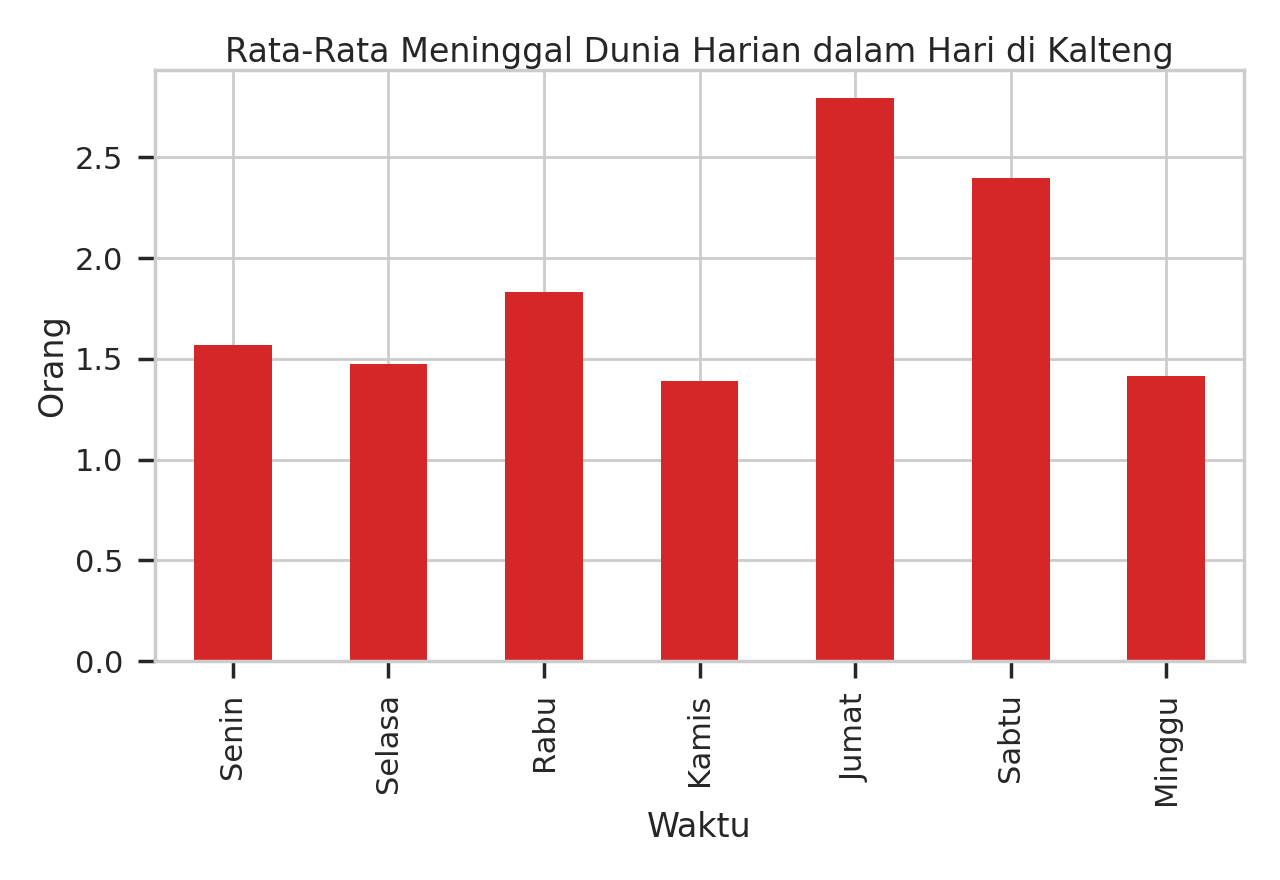 Rata-Rata Meninggal Dunia Harian dalam Hari di Kalteng
Orang
2.5
2.0
1.5
1.0
0.5
0.0
Senin
Selasa
Rabu
Kamis
Jumat
Sabtu
Minggu
Waktu